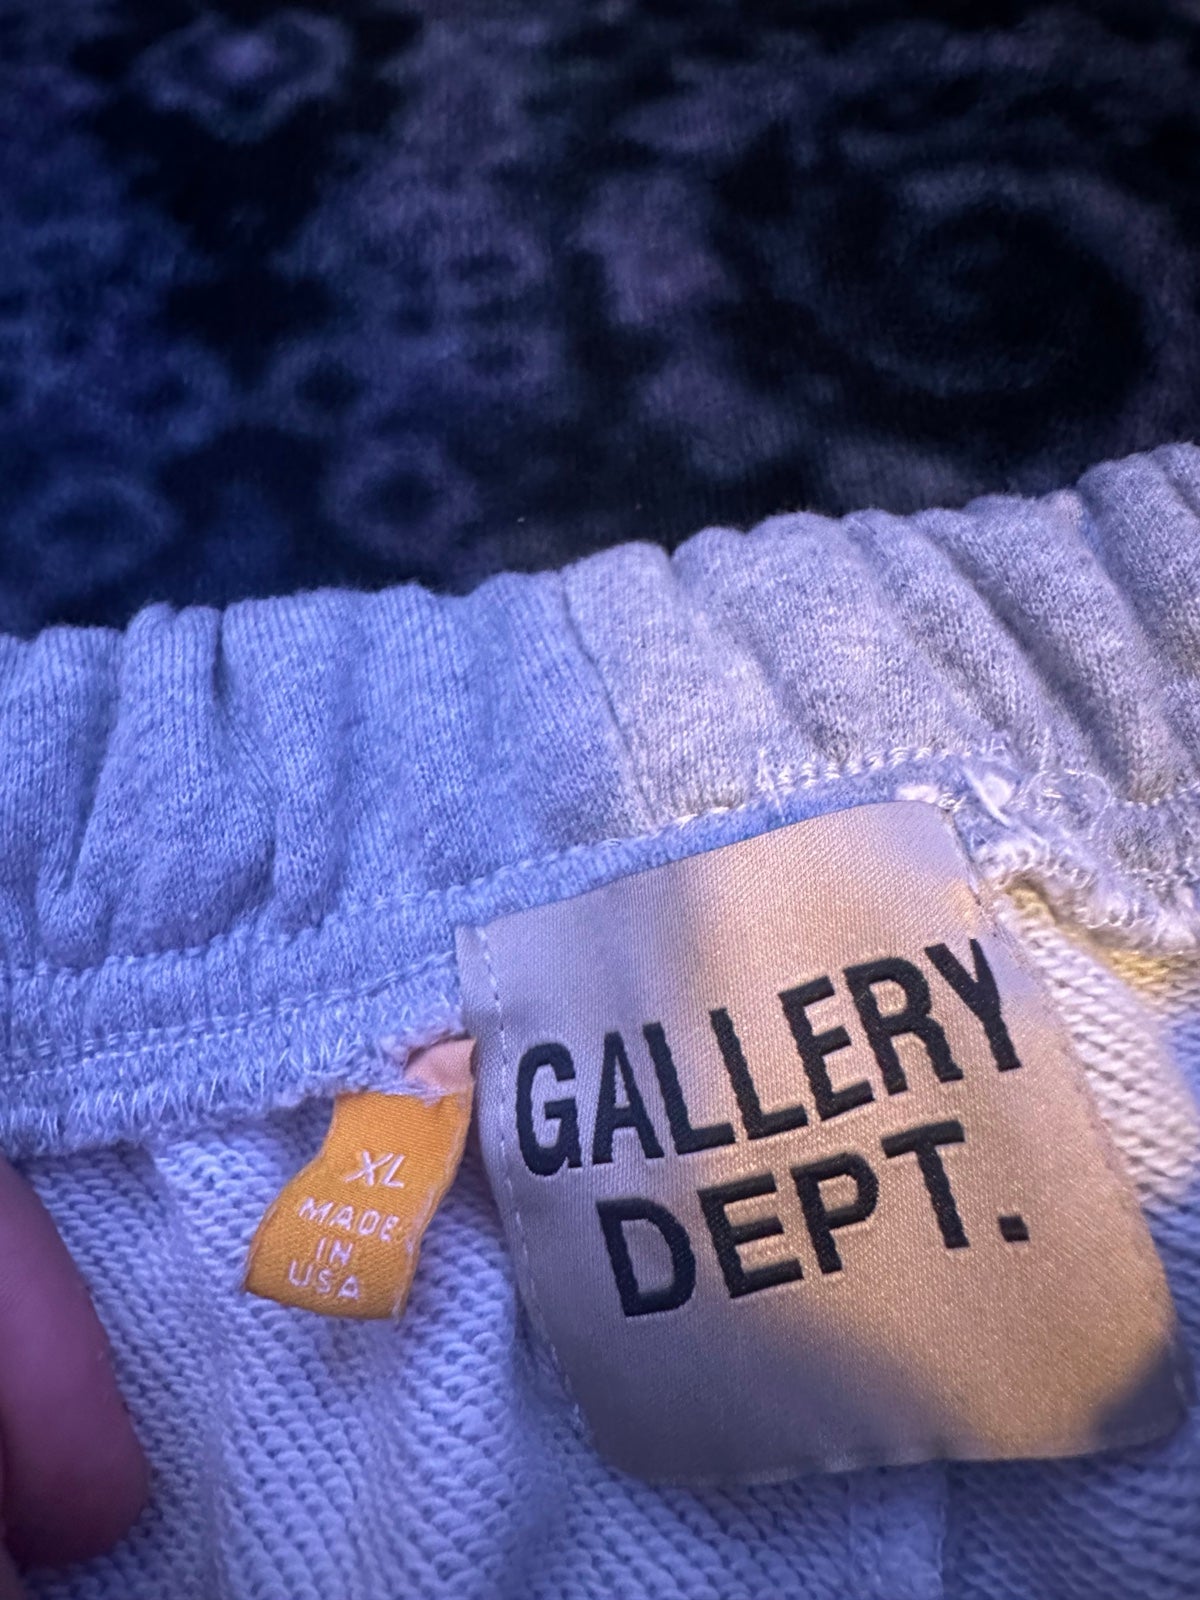 GALLERY
DEPT.
XL
MADE
IN
USA